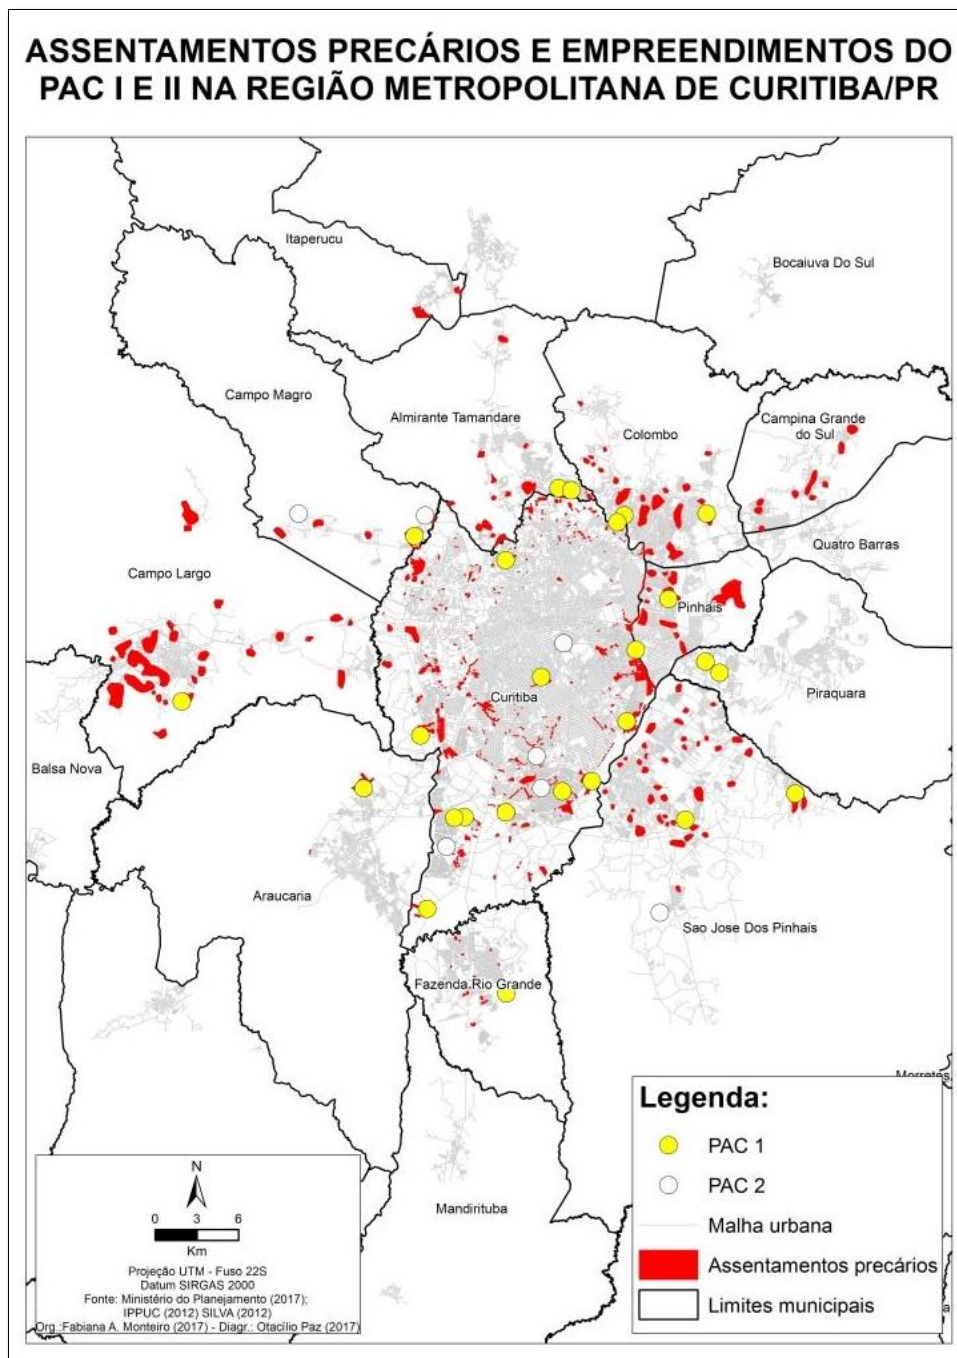 ASSENTAMENTOS PRECÁRIOS E EMPREENDIMENTOS DO
PAC I E II NA REGIÃO METROPOLITANA DE CURITIBA/PR
Itaperucu
Bocaiuva Do Sul
Campo Magro
Almirante Tamandare
Colombo
Campina Grande
do Sul
Quatro Barras
Campo Largo
Pinhais
Piraquara
Curitiba
Balsa Nova
Araucaria
Sao Jose Dos Pinhais
Fazenda Rio Grande
Morretes
Mandirituba
Legenda:
PAC 1
PAC 2
Malha urbana
Assentamentos precários
Limites municipais
a
N
0 3 6
Km
Projeção UTM - Fuso 22S
Datum SIRGAS 2000
Fonte: Ministério do Planejamento (2017);
IPPUC (2012) SILVA (2012)
Org.:Fabiana A. Monteiro (2017) - Diagr.: Otacílio Paz (2017)